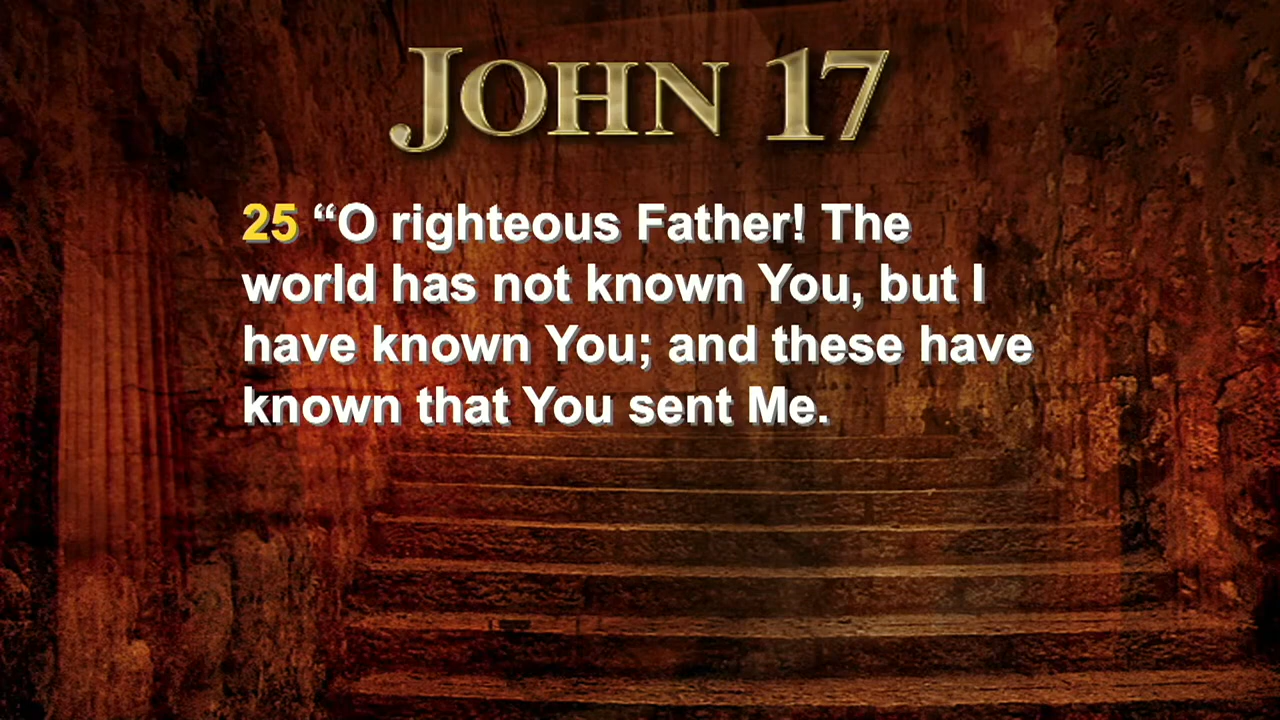 JOHN 17
25 “O righteous Father! The
world has not known You, but I
have known You; and these have
known that You sent Me.